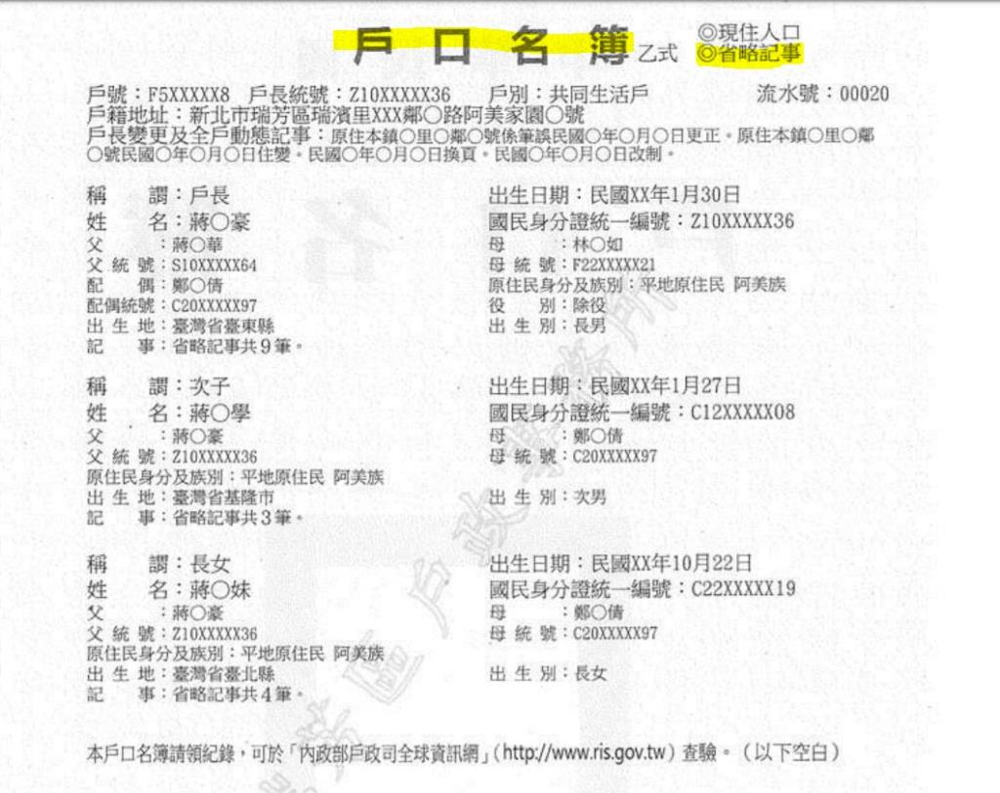 戶口名簿 乙式 ◎現住人口
◎省略記事
戶號：F5XXXXX8 戶長統號：Z10XXXXX36 戶別：共同生活戶 流水號：00020
戶籍地址：新北市瑞芳區瑞濱里XXX鄰○路阿美家園○號
戶長變更及全戶動態記事：原住本鎮○里○鄰○號係筆誤民國○年○月○日更正。原住本鎮○里○鄰
○號民國○年○月○日住變。民國○年○月○日換頁。民國○年○月○日改制。
稱謂：戶長 出生日期：民國XX年1月30日
姓名：蔣○豪 國民身分證統一編號：Z10XXXXX36
父：蔣○華 母：林○如
父統號：S10XXXXX64 母統號：F22XXXXX21
配偶：鄭○倩 原住民身分及族別：平地原住民 阿美族
配偶統號：C20XXXXX97 役別：除役
出生地：臺灣省臺東縣 出生別：長男
記事：省略記事共9筆。
稱謂：次子 出生日期：民國XX年1月27日
姓名：蔣○學 國民身分證統一編號：C12XXXXX08
父：蔣○豪 母：鄭○倩
父統號：Z10XXXXX36 母統號：C20XXXXX97
原住民身分及族別：平地原住民 阿美族
出生地：臺灣省基隆市 出生別：次男
記事：省略記事共3筆。
稱謂：長女 出生日期：民國XX年10月22日
姓名：蔣○妹 國民身分證統一編號：C22XXXXX19
父：蔣○豪 母：鄭○倩
父統號：Z10XXXXX36 母統號：C20XXXXX97
原住民身分及族別：平地原住民 阿美族
出生地：臺灣省臺北縣 出生別：長女
記事：省略記事共4筆。
本戶口名簿請領紀錄，可於「內政部戶政司全球資訊網」（http://www.ris.gov.tw）查驗。（以下空白）